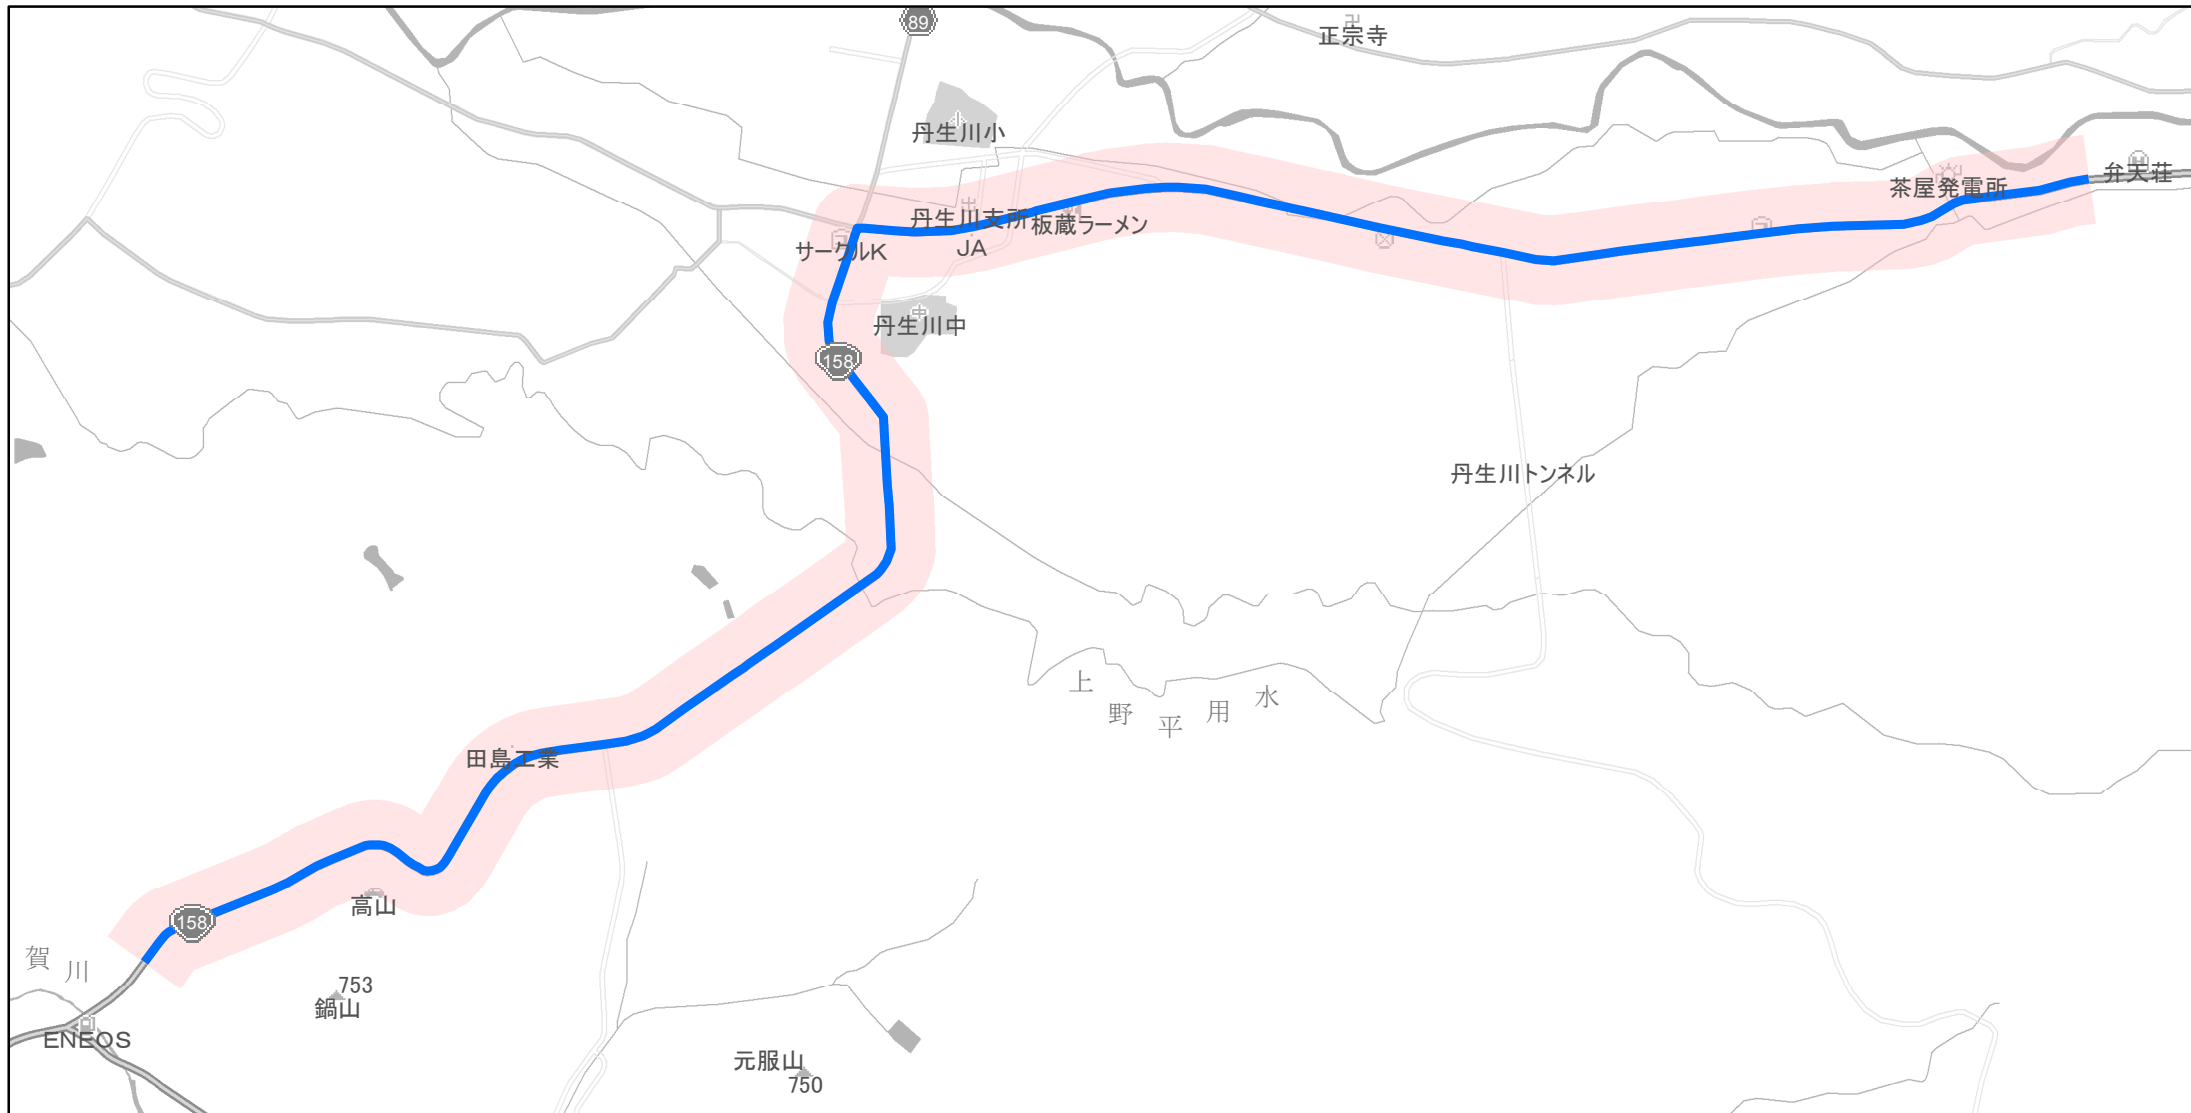 89
正宗寺
丹生川小
弁天荘
茶屋発電所
丹生川支所
板蔵ラーメン
サークルK
JA
丹生川中
158
丹生川トンネル
上野平用水
田島工業
高山
158
賀川
753
鍋山
ENEOS
元服山
750